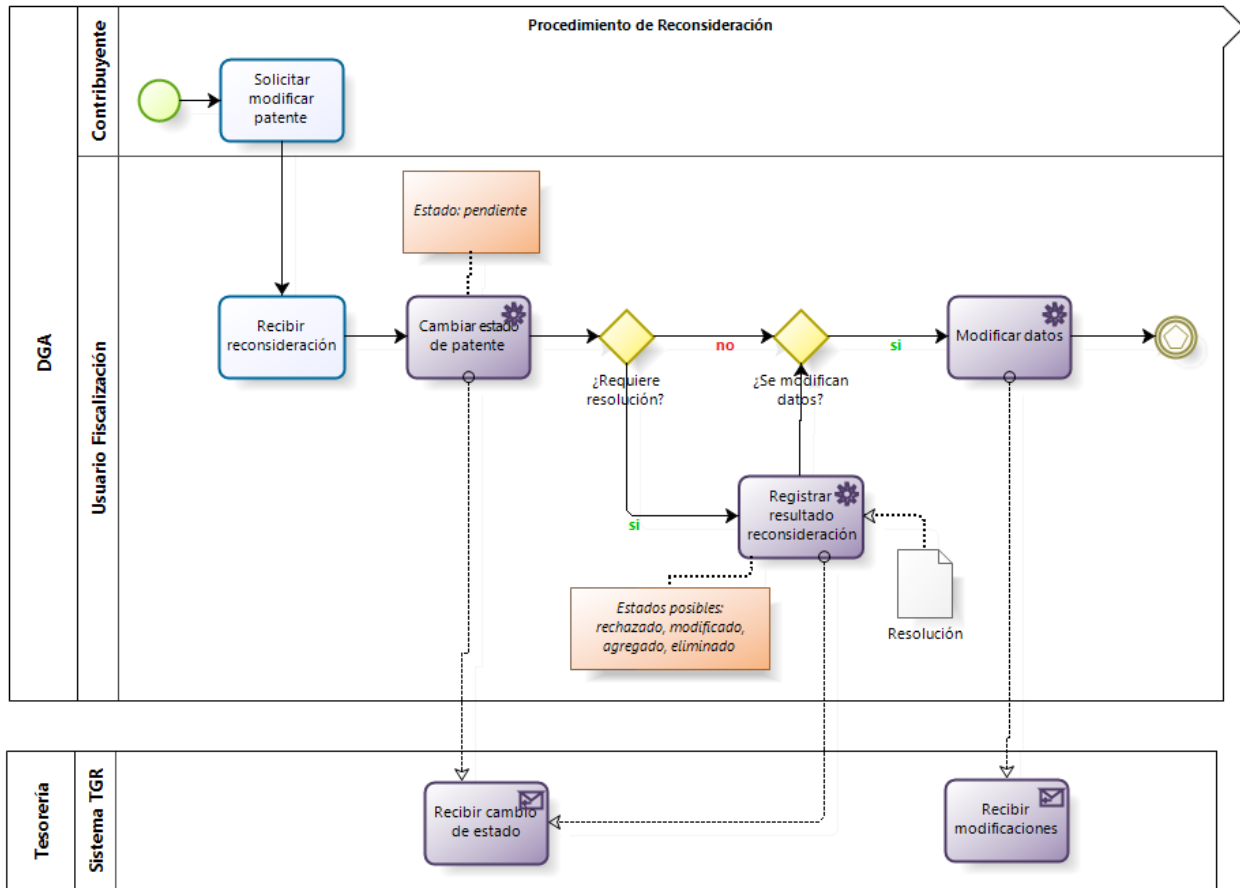 Procedimiento de Reconsideración
DGA
Contribuyente
Solicitar
modificar
patente
Usuario Fiscalización
Estado: pendiente
Recibir
reconsideración
Cambiar estado
de patente
¿Requiere
resolución?
no
si
¿Se modifican
datos?
si
Modificar datos
Registrar
resultado
reconsideración
Estados posibles:
rechazado, modificado,
agregado, eliminado
Resolución
Tesorería
Sistema TGR
Recibir cambio
de estado
Recibir
modificaciones